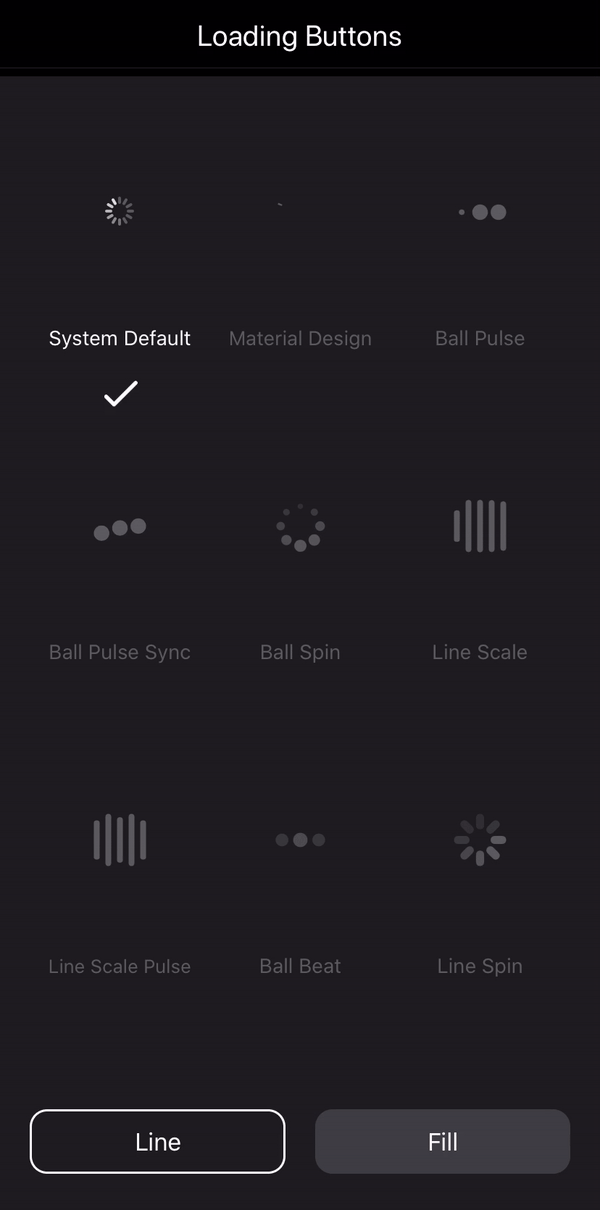 Loading Buttons
System Default
Material Design
Ball Pulse
Ball Pulse Sync
Ball Spin
Line Scale
Line Scale Pulse
Ball Beat
Line Spin
Line
Fill